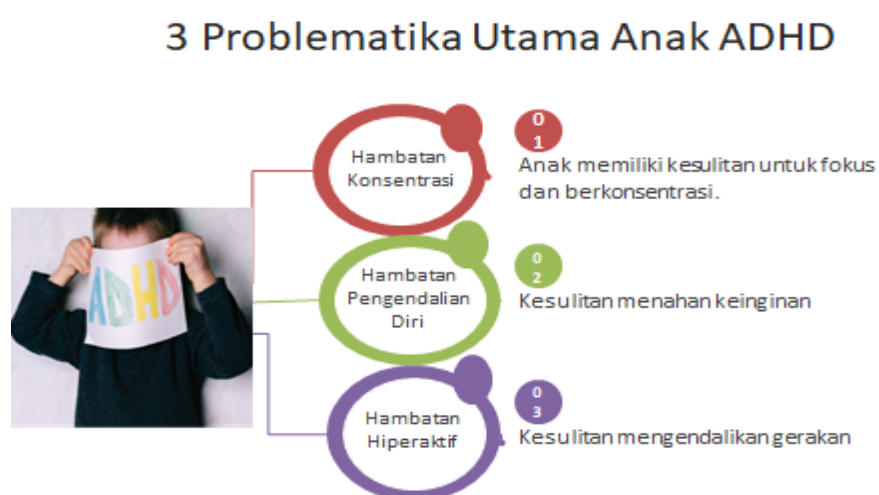 3 Problematika Utama Anak ADHD
Hambatan
Konsentrasi
0
1
Anak memiliki kesulitan untuk fokus
dan berkonsentrasi.
ADHD
Hambatan
Pengendalian
Diri
0
2
Kesulitan menahan keinginan
Hambatan
Hiperaktif
0
3
Kesulitan mengendalikan gerakan